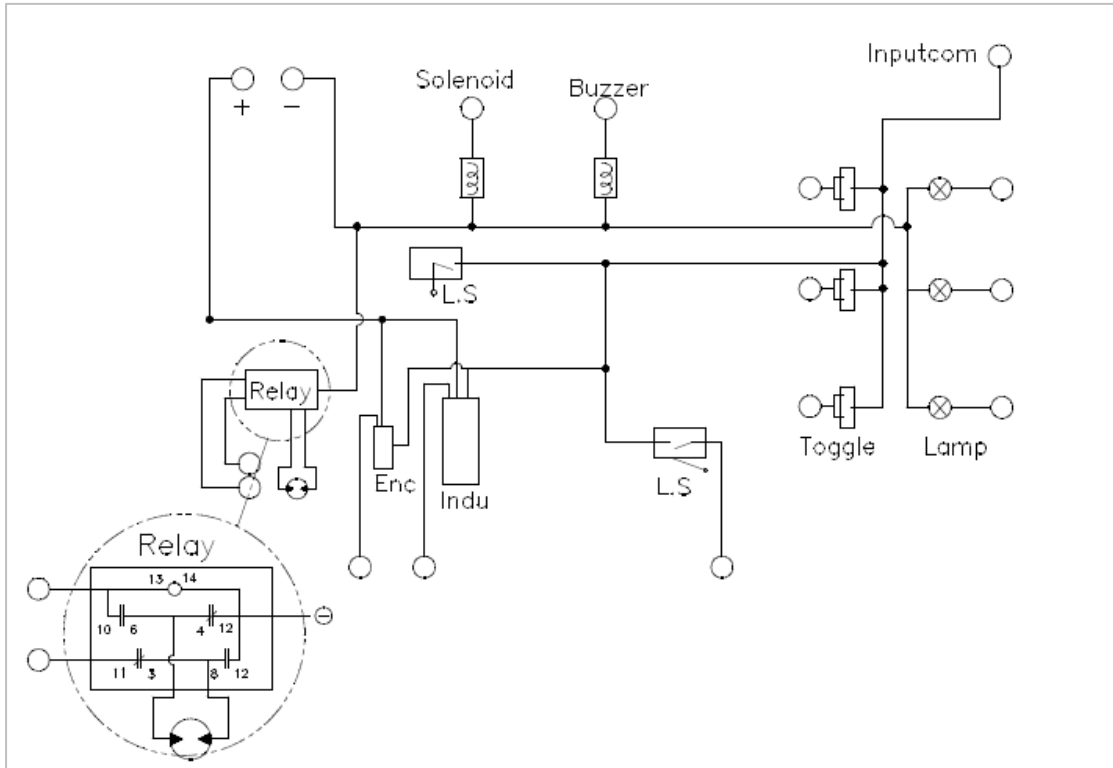 Inputcom
Solenoid
Buzzer
+ −
L.S
Relay
Toggle
Lamp
Enc
Indu
L.S
Relay
13 14
10 6 4 12
−
11 3 8 12